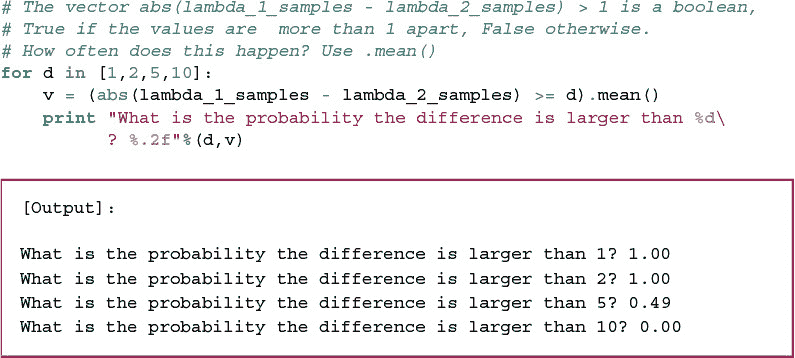 # The vector abs(lambda_1_samples - lambda_2_samples) > 1 is a boolean,
# True if the values are  more than 1 apart, False otherwise.
# How often does this happen? Use .mean()
for d in [1,2,5,10]:
    v = (abs(lambda_1_samples - lambda_2_samples) >= d).mean()
    print "What is the probability the difference is larger than %d\
          ? %.2f"%(d,v)
[Output]:
What is the probability the difference is larger than 1? 1.00
What is the probability the difference is larger than 2? 1.00
What is the probability the difference is larger than 5? 0.49
What is the probability the difference is larger than 10? 0.00